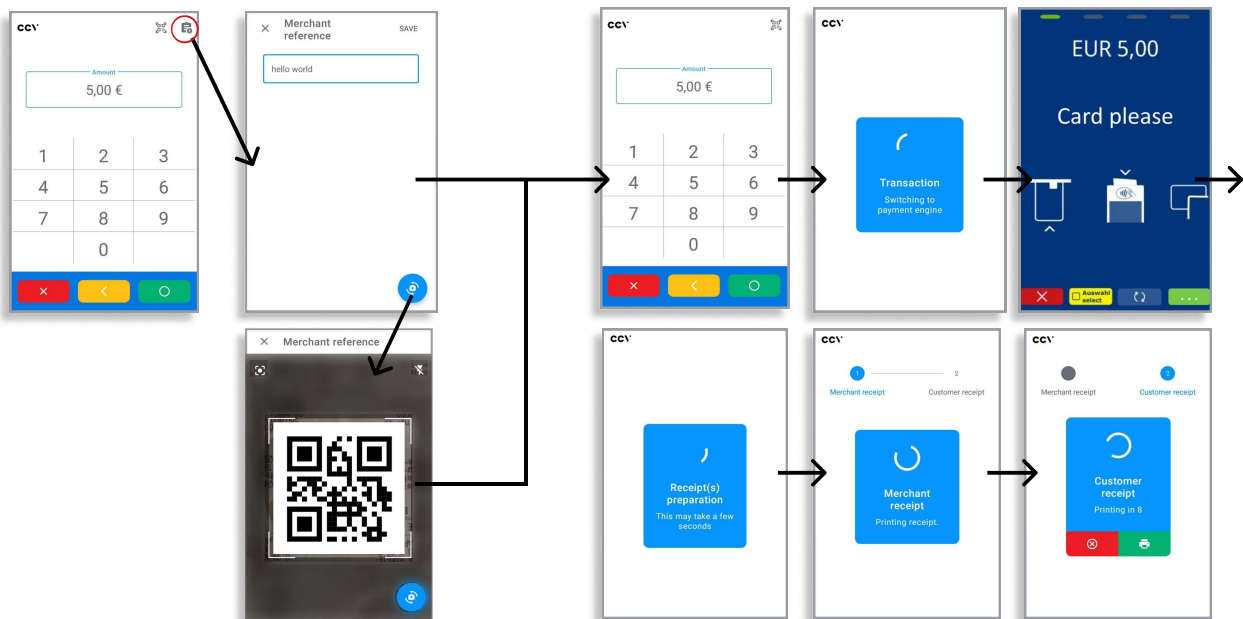 ccv
Amount
5,00 €
1 2 3
4 5 6
7 8 9
0
Merchant
reference
SAVE
hello world
Merchant reference
ccv
Amount
5,00 €
1 2 3
4 5 6
7 8 9
0
ccv
Transaction
Switching to
payment engine
EUR 5,00
Card please
Auswahl
select
ccv
Receipt(s)
preparation
This may take a few
seconds
ccv
1 2
Merchant receipt Customer receipt
Merchant
receipt
Printing receipt.
ccv
2
Merchant receipt Customer receipt
Customer
receipt
Printing in 8